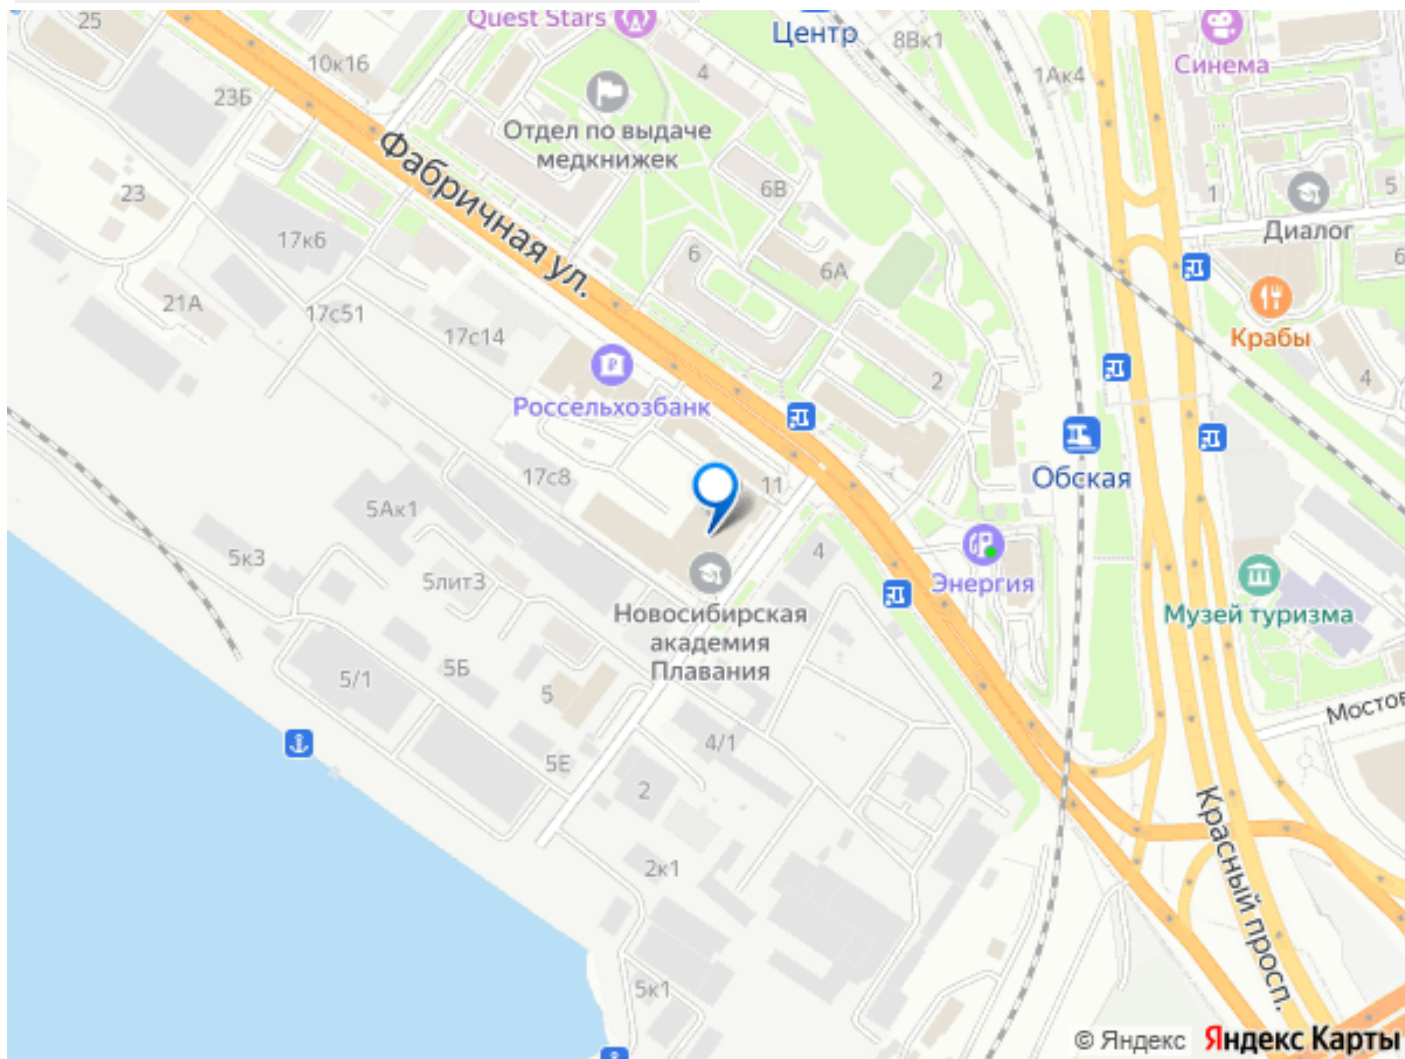 25
Quest Stars
Центр
8Вк1
Синема
10к16
4
1Ак4
23Б
Отдел по выдаче
медкнижек
Фабричная ул.
6В
1
5
23
Диалог
17к6
6
6А
6
21А
17с51
17с14
Крабы
2
4
Россельхозбанк
Обская
17с8
11
5Ак1
4
5к3
5лит3
Энергия
Новосибирская
академия
Плавания
Музей туризма
5Б
5/1
5
Мостов
4/1
5Е
2
Красный просп.
2к1
5к1
© Яндекс Яндекс Карты